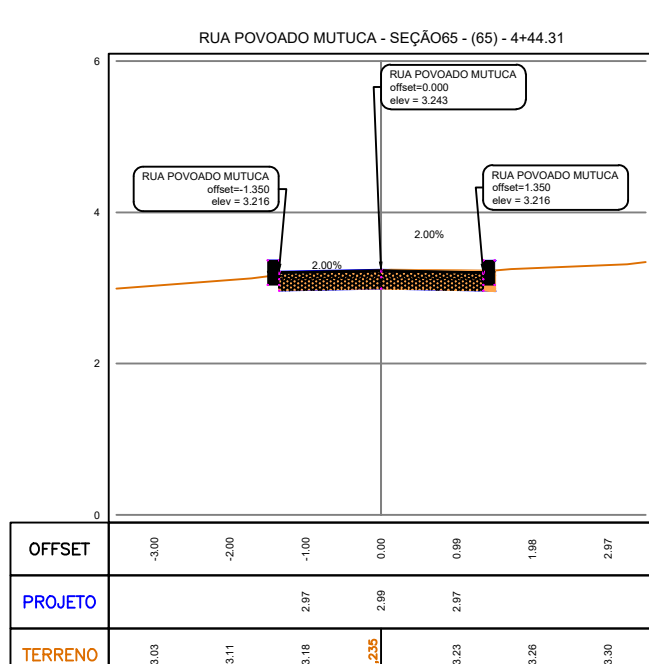 RUA POVOADO MUTUCA - SEÇÃO65 - (65) - 4+44.31
6
RUA POVOADO MUTUCA
offset=0.000
elev = 3.243
RUA POVOADO MUTUCA
offset=-1.350
elev = 3.216
RUA POVOADO MUTUCA
offset=1.350
elev = 3.216
4
2.00%
2.00%
2
0
OFFSET -3.00 -2.00 -1.00 0.00 0.99 1.98 2.97
PROJETO 2.97 2.99 2.97
TERRENO 3.03 3.11 3.18 ,235 3.23 3.26 3.30